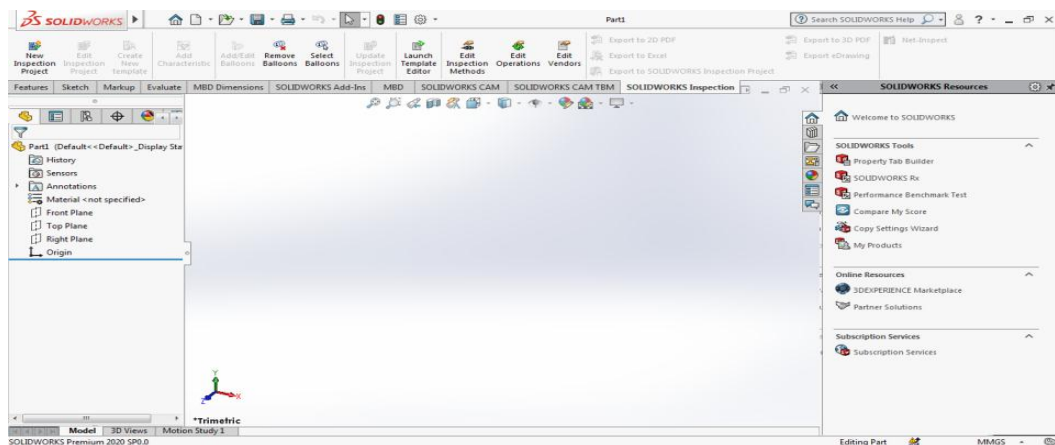 SOLIDWORKS
Part1
Search SOLIDWORKS Help
New Inspection Project
Edit Inspection Project
Create New template
Add Characteristic
Add/Edit Balloons
Remove Balloons
Select Balloons
Update Inspection Project
Launch Template Editor
Edit Inspection Methods
Edit Operations
Edit Vendors
Export to 2D PDF
Export to Excel
Export to SOLIDWORKS Inspection Project
Export to 3D PDF
Export eDrawing
Net-Inspect
Features Sketch Markup Evaluate MBD Dimensions SOLIDWORKS Add-Ins MBD SOLIDWORKS CAM SOLIDWORKS CAM TBM SOLIDWORKS Inspection
Part1 (Default<<Default>_Display Sta
History
Sensors
Annotations
Material <not specified>
Front Plane
Top Plane
Right Plane
Origin
Y
X
Z
*Trimetric
SOLIDWORKS Resources
Welcome to SOLIDWORKS
SOLIDWORKS Tools
Property Tab Builder
SOLIDWORKS Rx
Performance Benchmark Test
Compare My Score
Copy Settings Wizard
My Products
Online Resources
3DEXPERIENCE Marketplace
Partner Solutions
Subscription Services
Subscription Services
Model 3D Views Motion Study 1
SOLIDWORKS Premium 2020 SP0.0
Editing Part MMGS